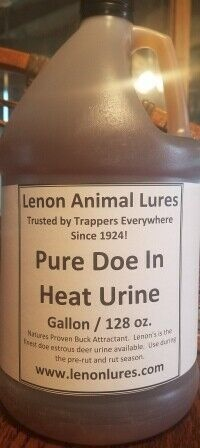 Lenon Animal Lures
Trusted by Trappers Everywhere
Since 1924!
Pure Doe In
Heat Urine
Gallon / 128 oz.
Natures Proven Buck Attractant. Lenon's is the
finest doe estrous deer urine available. Use during
the pre-rut and rut season.
www.lenonlures.com